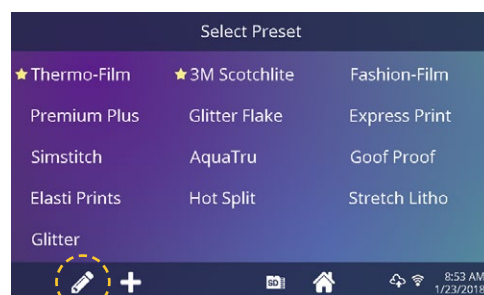 Select Preset
Thermo-Film 3M Scotchlite Fashion-Film
Premium Plus Glitter Flake Express Print
Simstitch AquaTru Goof Proof
Elasti Prints Hot Split Stretch Litho
Glitter
SD 8:53 AM
1/23/2018